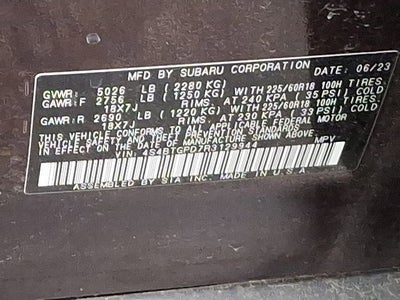 MFD BY SUBARU CORPORATION DATE: 06/23
GVWR: 5026 LB (2280 KG)
GAWR:F 2756 LB (1250 KG) WITH 225/60R18 100H TIRES,
18X7J RIMS, AT 240 KPA (35 PSI) COLD
GAWR:R 2690 LB (1220 KG) WITH 225/60R18 100H TIRES,
18X7J RIMS, AT 230 KPA (33 PSI) COLD
THIS VEHICLE CONFORMS TO ALL APPLICABLE FEDERAL MOTOR
VEHICLE SAFETY AND THEFT PREVENTION STANDARDS
IN EFFECT ON THE DATE OF MANUFACTURE SHOWN ABOVE.
VIN: 4S4BTGPD7R3129944 MPV
ASSEMBLED BY SIA, INC. MADE IN U.S.A